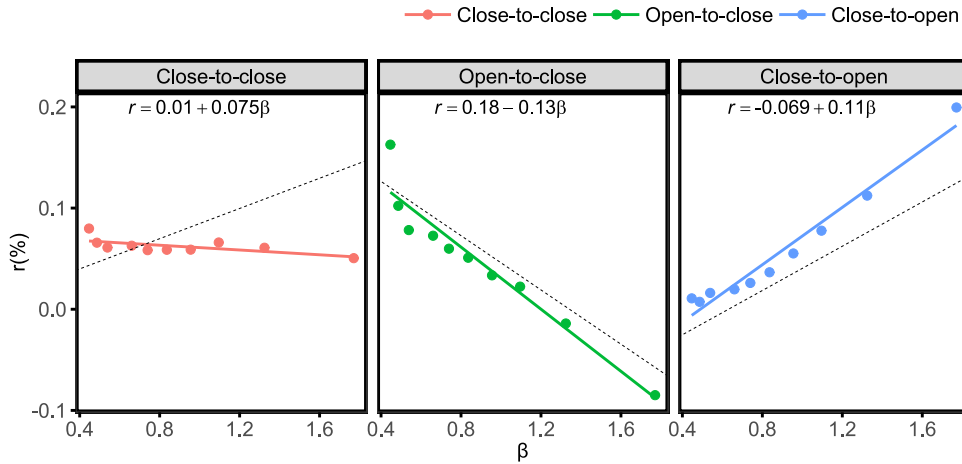 Close-to-close Open-to-close Close-to-open
Close-to-close Open-to-close Close-to-open
r = 0.01 + 0.075β r = 0.18 − 0.13β r = -0.069 + 0.11β
0.2
0.1
r(%)
0.0
-0.1
0.4 0.8 1.2 1.6 0.4 0.8 1.2 1.6 0.4 0.8 1.2 1.6
β